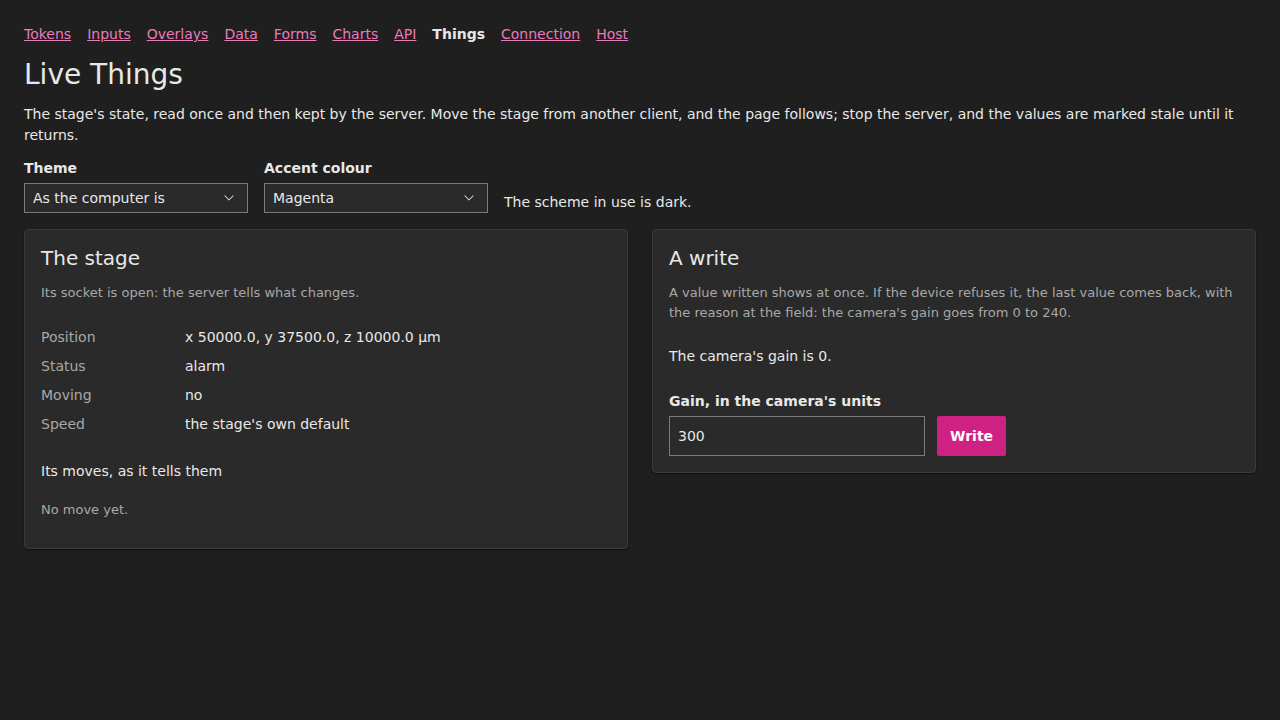 Tokens Inputs Overlays Data Forms Charts API Things Connection Host
Live Things
The stage's state, read once and then kept by the server. Move the stage from another client, and the page follows; stop the server, and the values are marked stale until it
returns.
Theme
Accent colour
As the computer is
Magenta
The scheme in use is dark.
The stage
Its socket is open: the server tells what changes.
Position x 50000.0, y 37500.0, z 10000.0 µm
Status alarm
Moving no
Speed the stage's own default
Its moves, as it tells them
No move yet.
A write
A value written shows at once. If the device refuses it, the last value comes back, with
the reason at the field: the camera's gain goes from 0 to 240.
The camera's gain is 0.
Gain, in the camera's units
300
Write